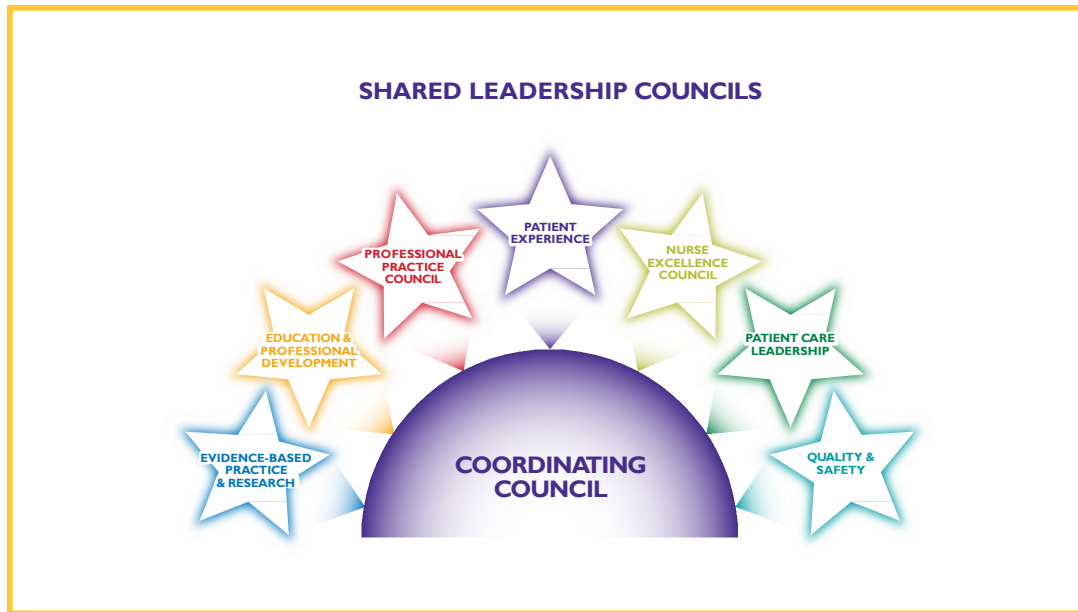 SHARED LEADERSHIP COUNCILS
PATIENT
EXPERIENCE
PROFESSIONAL
PRACTICE
COUNCIL
NURSE
EXCELLENCE
COUNCIL
EDUCATION &
PROFESSIONAL
DEVELOPMENT
PATIENT CARE
LEADERSHIP
EVIDENCE-BASED
PRACTICE
& RESEARCH
QUALITY &
SAFETY
COORDINATING
COUNCIL